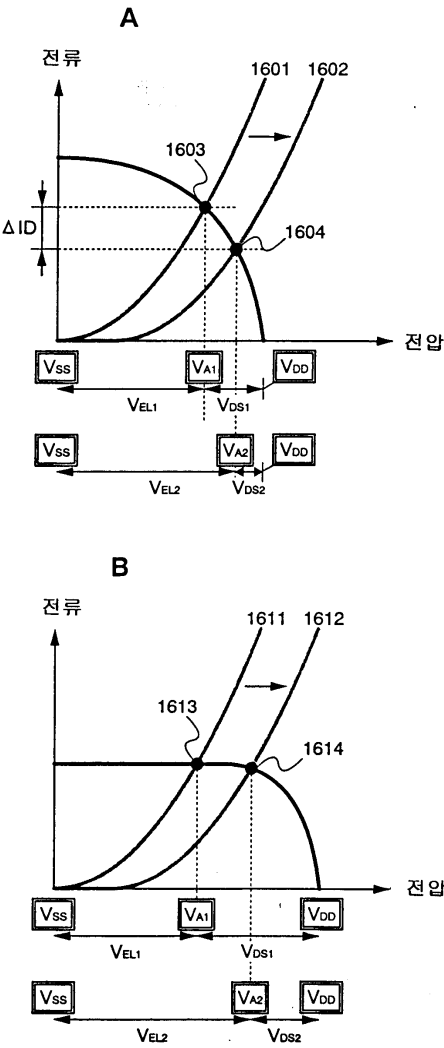 A
전류
1601 1602
1603
1604
ΔID
전압
VSS VA1 VDD
VEL1 VDS1
VSS VA2 VDD
VEL2 VDS2
B
전류
1611 1612
1613
1614
전압
VSS VA1 VDD
VEL1 VDS1
VSS VA2 VDD
VEL2 VDS2